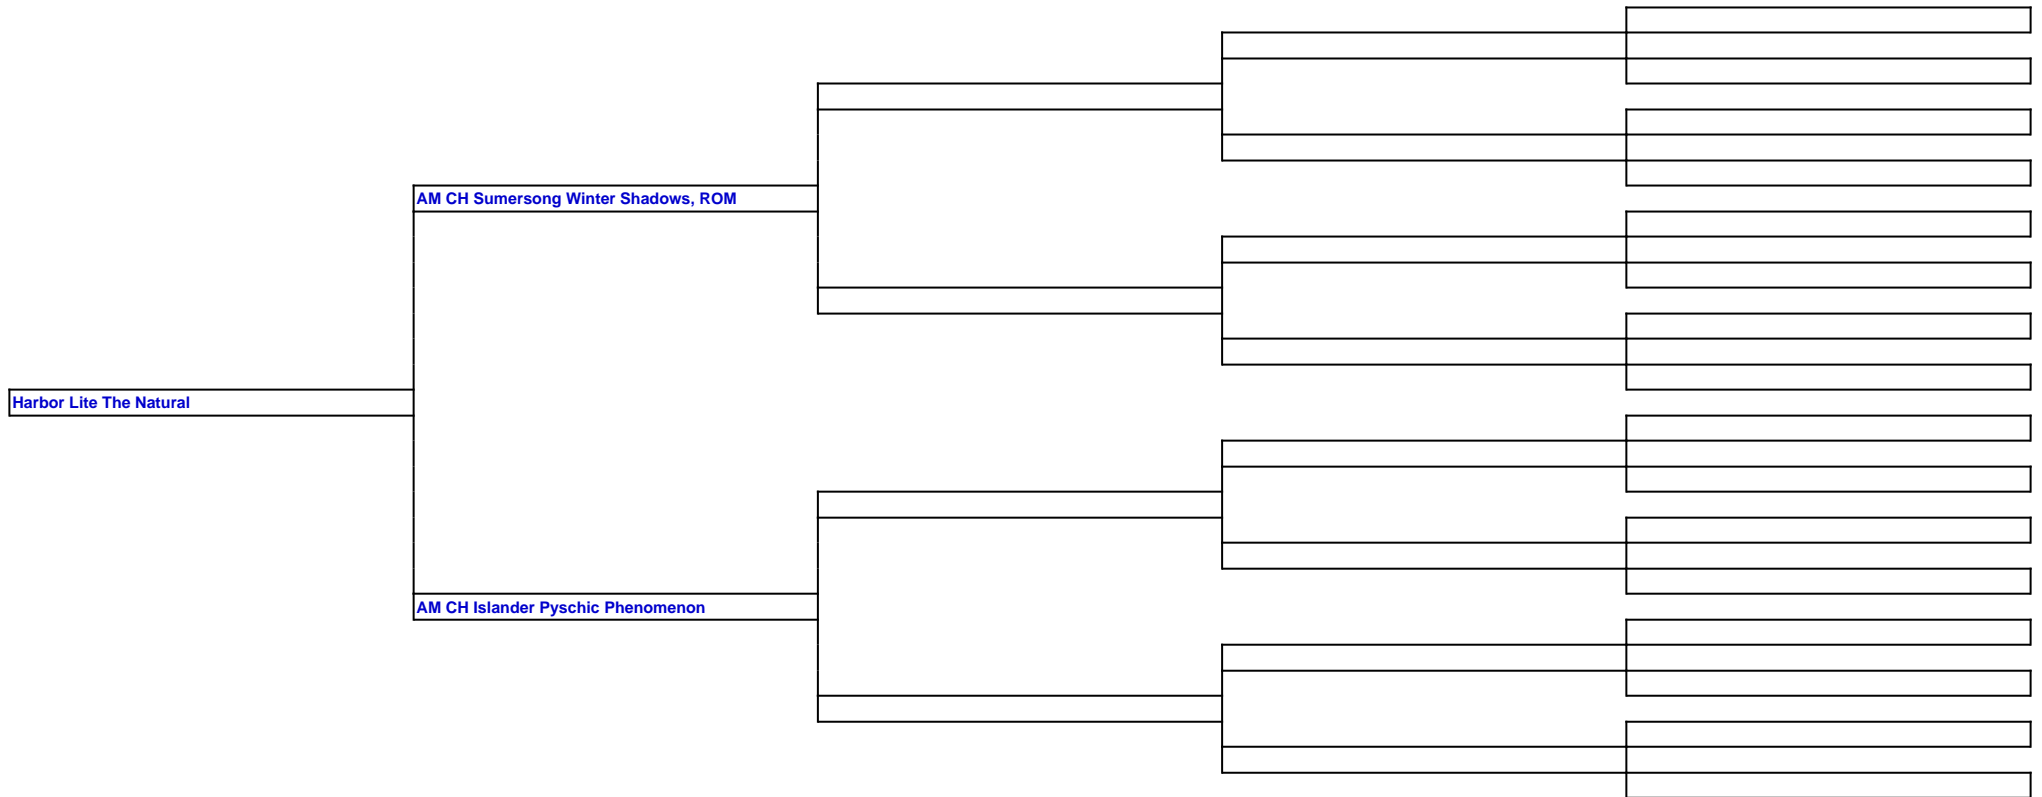 AM CH Sumersong Winter Shadows, ROM
Harbor Lite The Natural
AM CH Islander Pyschic Phenomenon